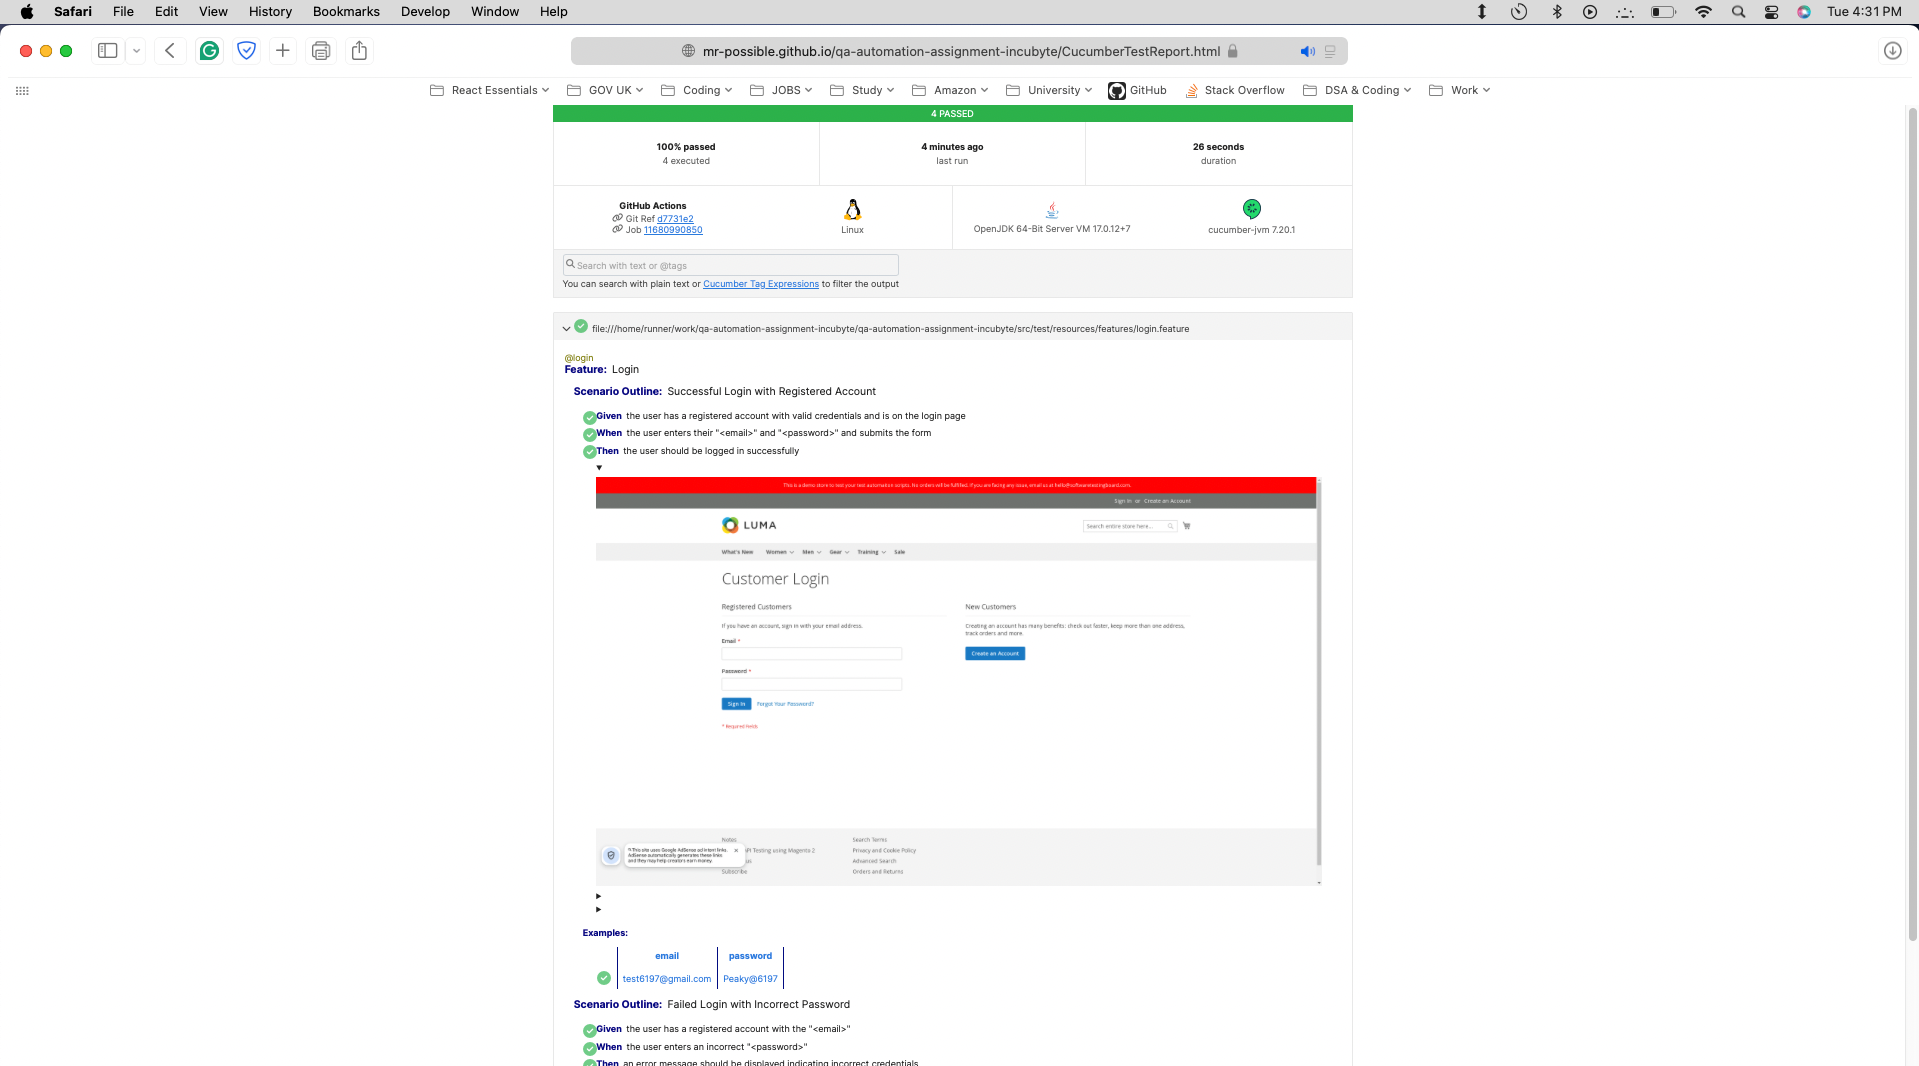 Safari File Edit View History Bookmarks Develop Window Help Tue 4:31 PM
mr-possible.github.io/qa-automation-assignment-incubyte/CucumberTestReport.html
React Essentials GOV UK Coding JOBS Study Amazon University GitHub Stack Overflow DSA & Coding Work
4 PASSED
100% passed
4 executed
4 minutes ago
last run
26 seconds
duration
GitHub Actions
Git Ref d7731e2
Job 11680990850
Linux
OpenJDK 64-Bit Server VM 17.0.12+7
cucumber-jvm 7.20.1
Search with text or @tags
You can search with plain text or Cucumber Tag Expressions to filter the output
file:///home/runner/work/qa-automation-assignment-incubyte/qa-automation-assignment-incubyte/src/test/resources/features/login.feature
@login
Feature: Login
Scenario Outline: Successful Login with Registered Account
Given the user has a registered account with valid credentials and is on the login page
When the user enters their "<email>" and "<password>" and submits the form
Then the user should be logged in successfully
This is a demo store to test your test automation scripts. No orders will be fulfilled. If you are facing any issue, email us at hello@softwaretestingboard.com.
Sign In or Create an Account
LUMA
Search entire store here...
What's New Women Men Gear Training Sale
Customer Login
Registered Customers
If you have an account, sign in with your email address.
Email *
Password *
Sign In Forgot Your Password?
* Required Fields
New Customers
Creating an account has many benefits: check out faster, keep more than one address,
track orders and more.
Create an Account
Notes
Testing using Magento 2
Subscribe
Search Terms
Privacy and Cookie Policy
Advanced Search
Orders and Returns
This site uses Google AdSense ad intent links.
AdSense automatically generates these links
and they may help creators earn money.
Examples:
email password
test6197@gmail.com Peaky@6197
Scenario Outline: Failed Login with Incorrect Password
Given the user has a registered account with the "<email>"
When the user enters an incorrect "<password>"
Then an error message should be displayed indicating incorrect credentials